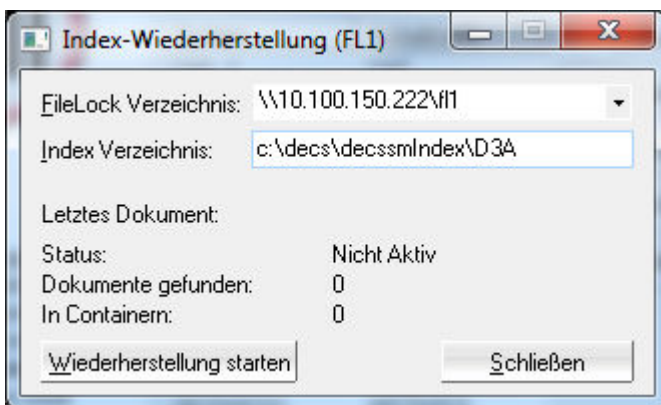 Index-Wiederherstellung (FL1)
FileLock Verzeichnis: \\10.100.150.222\fl1
Index Verzeichnis: c:\decs\decssmIndex\D3A
Letztes Dokument:
Status: Nicht Aktiv
Dokumente gefunden: 0
In Containern: 0
Wiederherstellung starten Schließen